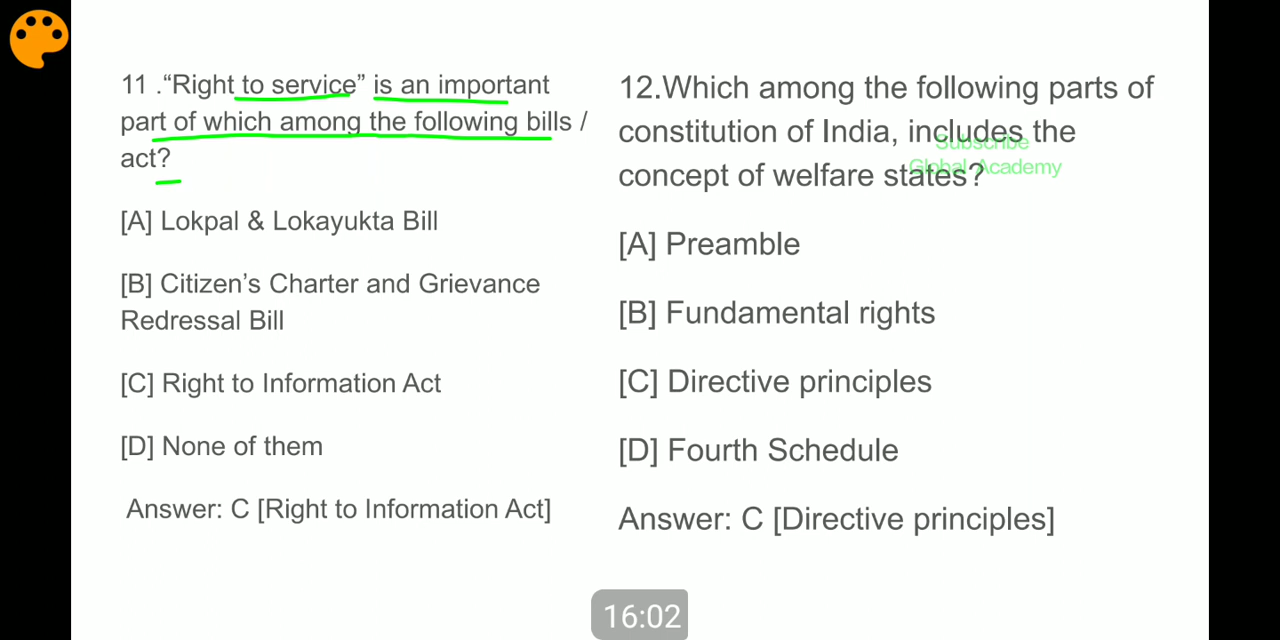 11 .“Right to service” is an important
part of which among the following bills /
act?
[A] Lokpal & Lokayukta Bill
[B] Citizen’s Charter and Grievance
Redressal Bill
[C] Right to Information Act
[D] None of them
Answer: C [Right to Information Act]
12.Which among the following parts of
constitution of India, includes the
concept of welfare states?
Subscribe
Global Academy
[A] Preamble
[B] Fundamental rights
[C] Directive principles
[D] Fourth Schedule
Answer: C [Directive principles]
16:02